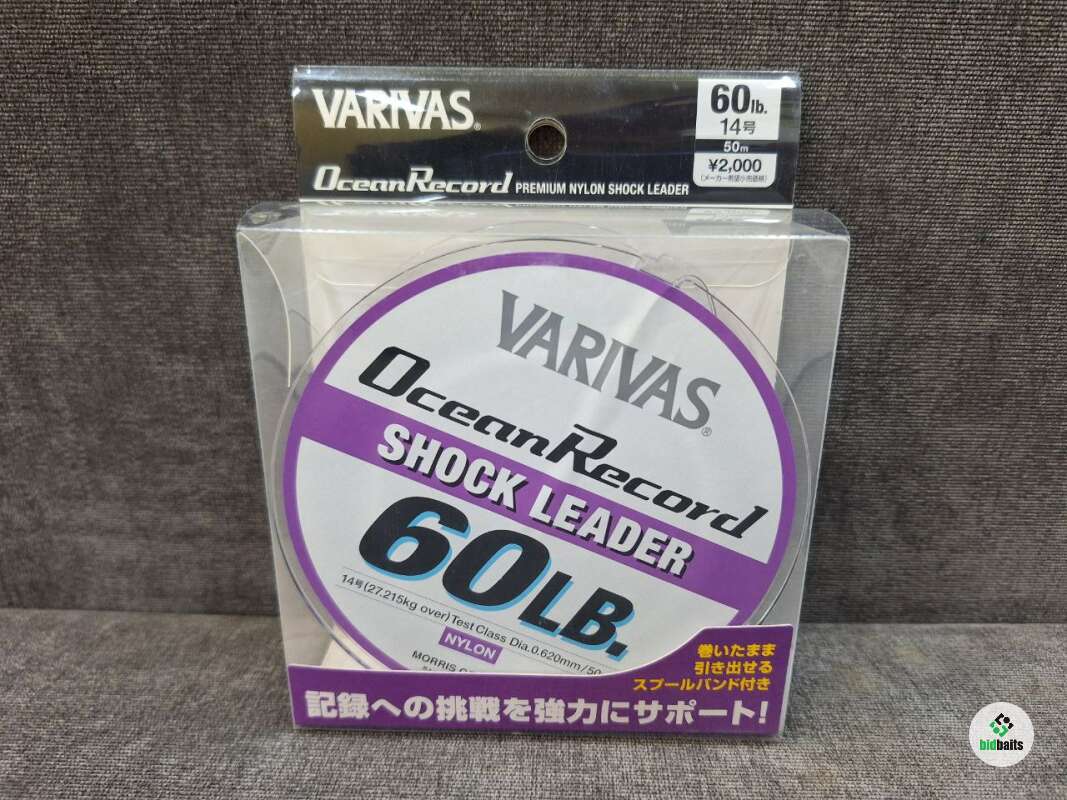 VARIVAS®
60lb.
14号
50m
¥2,000
(メーカー希望小売価格)
OceanRecord PREMIUM NYLON SHOCK LEADER
VARIVAS®
OceanRecord
SHOCK LEADER
60LB.
14号(27.215kg over)Test Class Dia.0.620mm/50
NYLON
MORRIS
巻いたまま
引き出せる
スプールバンド付き
記録への挑戦を強力にサポート!
bidbaits